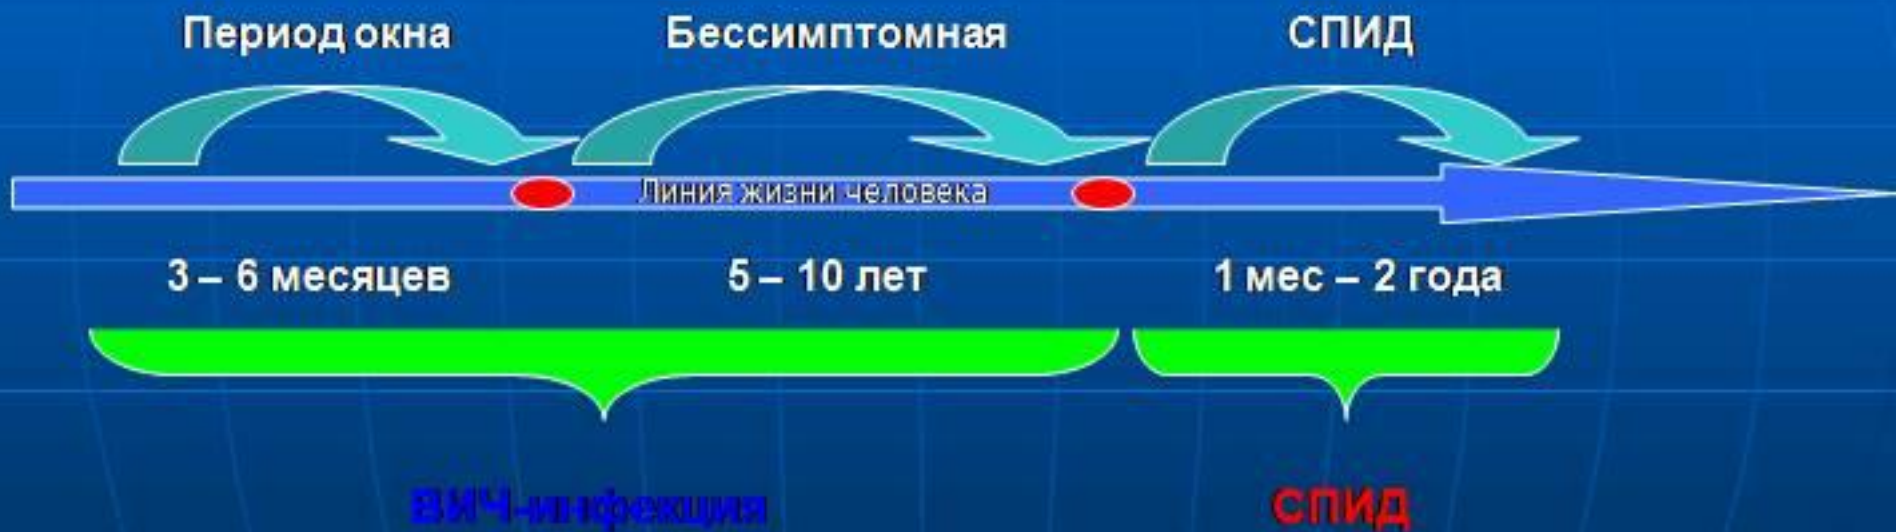 Период окна
Бессимптомная
СПИД
Линия жизни человека
3 – 6 месяцев
5 – 10 лет
1 мес – 2 года
ВИЧ-инфекция
СПИД